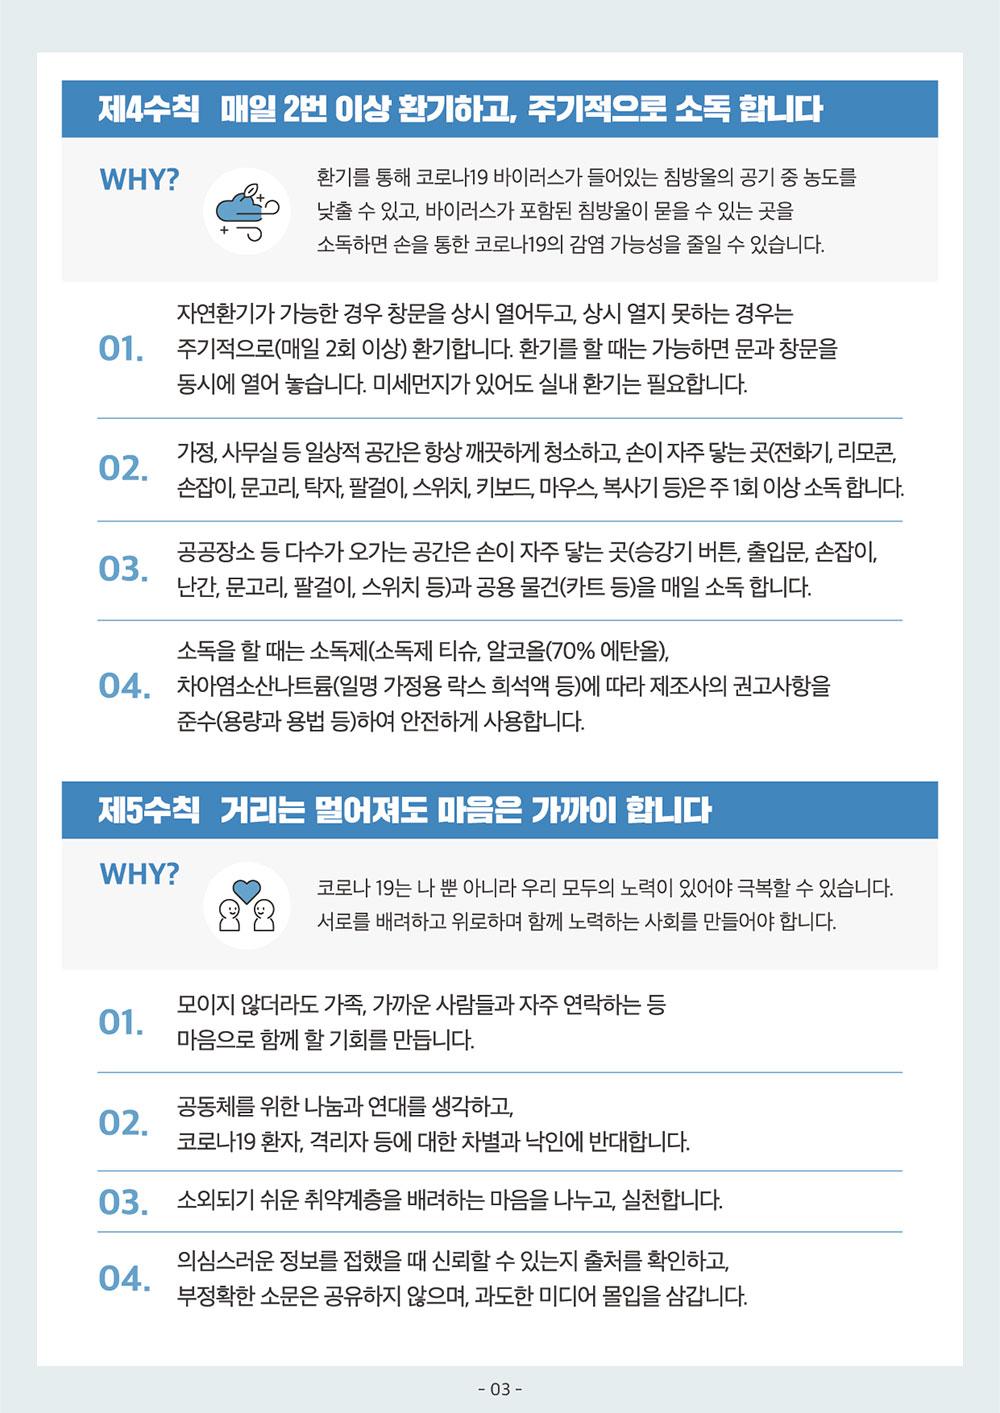 제4수칙 매일 2번 이상 환기하고, 주기적으로 소독 합니다
WHY?
환기를 통해 코로나19 바이러스가 들어있는 침방울의 공기 중 농도를
낮출 수 있고, 바이러스가 포함된 침방울이 묻을 수 있는 곳을
소독하면 손을 통한 코로나19의 감염 가능성을 줄일 수 있습니다.
01.
자연환기가 가능한 경우 창문을 상시 열어두고, 상시 열지 못하는 경우는
주기적으로(매일 2회 이상) 환기합니다. 환기를 할 때는 가능하면 문과 창문을
동시에 열어 놓습니다. 미세먼지가 있어도 실내 환기는 필요합니다.
02.
가정, 사무실 등 일상적 공간은 항상 깨끗하게 청소하고, 손이 자주 닿는 곳(전화기, 리모콘,
손잡이, 문고리, 탁자, 팔걸이, 스위치, 키보드, 마우스, 복사기 등)은 주 1회 이상 소독 합니다.
03.
공공장소 등 다수가 오가는 공간은 손이 자주 닿는 곳(승강기 버튼, 출입문, 손잡이,
난간, 문고리, 팔걸이, 스위치 등)과 공용 물건(카트 등)을 매일 소독 합니다.
04.
소독을 할 때는 소독제(소독제 티슈, 알코올(70% 에탄올),
차아염소산나트륨(일명 가정용 락스 희석액 등)에 따라 제조사의 권고사항을
준수(용량과 용법 등)하여 안전하게 사용합니다.
제5수칙 거리는 멀어져도 마음은 가까이 합니다
WHY?
코로나 19는 나 뿐 아니라 우리 모두의 노력이 있어야 극복할 수 있습니다.
서로를 배려하고 위로하며 함께 노력하는 사회를 만들어야 합니다.
01.
모이지 않더라도 가족, 가까운 사람들과 자주 연락하는 등
마음으로 함께 할 기회를 만듭니다.
02.
공동체를 위한 나눔과 연대를 생각하고,
코로나19 환자, 격리자 등에 대한 차별과 낙인에 반대합니다.
03.
소외되기 쉬운 취약계층을 배려하는 마음을 나누고, 실천합니다.
04.
의심스러운 정보를 접했을 때 신뢰할 수 있는지 출처를 확인하고,
부정확한 소문은 공유하지 않으며, 과도한 미디어 몰입을 삼갑니다.
- 03 -